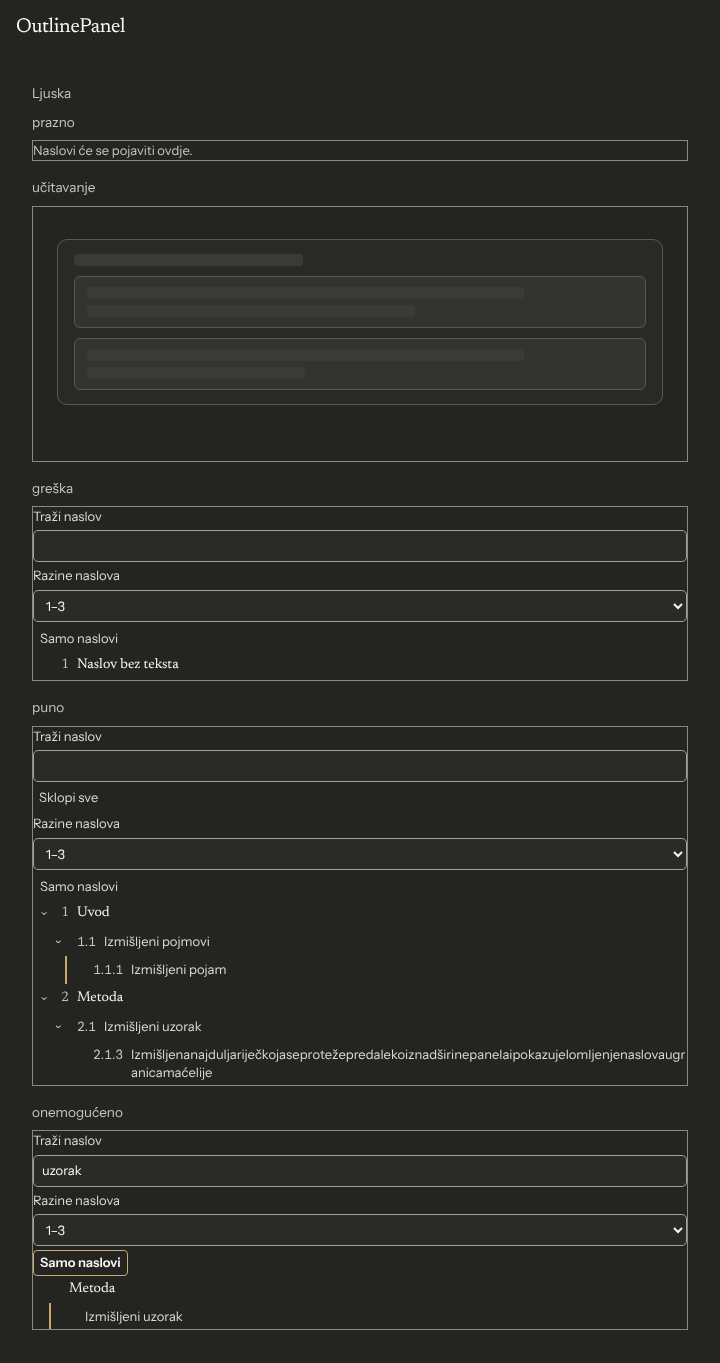 OutlinePanel
Ljuska
prazno
Naslovi će se pojaviti ovdje.
učitavanje
greška
Traži naslov
Razine naslova
1–3
Samo naslovi
1 Naslov bez teksta
puno
Traži naslov
Sklopi sve
Razine naslova
1–3
Samo naslovi
1 Uvod
1.1 Izmišljeni pojmovi
1.1.1 Izmišljeni pojam
2 Metoda
2.1 Izmišljeni uzorak
2.1.3 Izmišljenanajduljariječkojaseprotežepredalekoiznadširinepanelaipokazujelomljenjenaslovaugr
anicamaćelije
onemogućeno
Traži naslov
uzorak
Razine naslova
1–3
Samo naslovi
Metoda
Izmišljeni uzorak